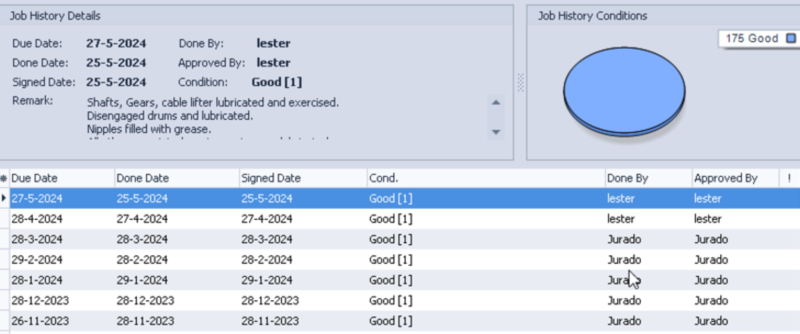 Job History Details
Due Date: 27-5-2024 Done By: lester
Done Date: 25-5-2024 Approved By: lester
Signed Date: 25-5-2024 Condition: Good [1]
Remark: Shafts, Gears, cable lifter lubricated and exercised.
Disengaged drums and lubricated.
Nipples filled with grease.
Job History Conditions
175 Good
Due Date Done Date Signed Date Cond. Done By Approved By !
27-5-2024 25-5-2024 25-5-2024 Good [1] lester lester
28-4-2024 27-4-2024 27-4-2024 Good [1] lester lester
28-3-2024 28-3-2024 28-3-2024 Good [1] Jurado Jurado
29-2-2024 28-2-2024 28-2-2024 Good [1] Jurado Jurado
28-1-2024 29-1-2024 29-1-2024 Good [1] Jurado Jurado
28-12-2023 28-12-2023 28-12-2023 Good [1] Jurado Jurado
26-11-2023 28-11-2023 28-11-2023 Good [1] Jurado Jurado